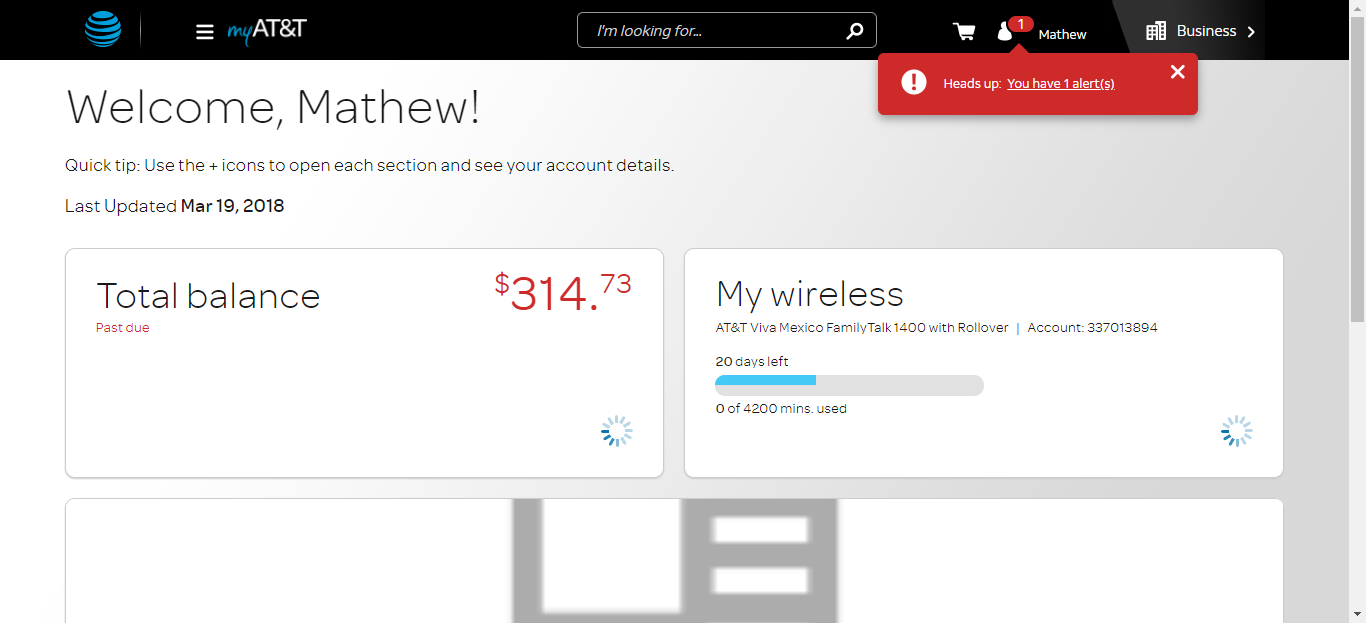 myAT&T
I'm looking for...
1
Mathew
Business
Heads up: You have 1 alert(s)
Welcome, Mathew!
Quick tip: Use the + icons to open each section and see your account details.
Last Updated Mar 19, 2018
Total balance
$314.73
Past due
My wireless
AT&T Viva Mexico FamilyTalk 1400 with Rollover | Account: 337013894
20 days left
0 of 4200 mins. used